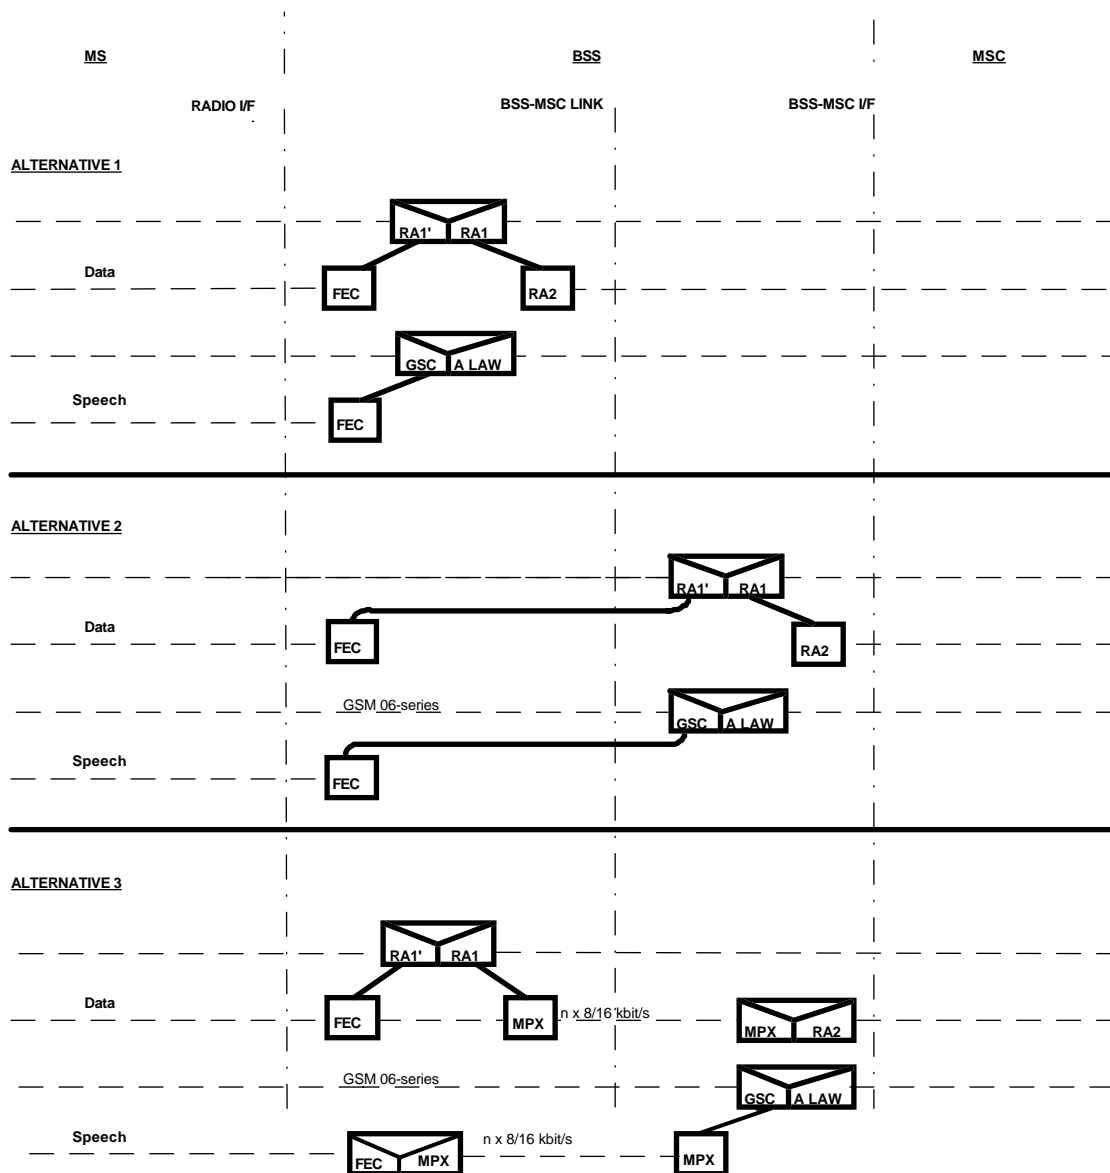 MS BSS MSC
RADIO I/F BSS-MSC LINK BSS-MSC I/F
ALTERNATIVE 1
RA1' RA1
Data
FEC RA2
GSC A LAW
Speech
FEC
ALTERNATIVE 2
RA1' RA1
Data
FEC RA2
GSM 06-series
GSC A LAW
Speech
FEC
ALTERNATIVE 3
RA1' RA1
Data
FEC MPX n x 8/16 kbit/s MPX RA2
GSM 06-series
GSC A LAW
Speech
n x 8/16 kbit/s
FEC MPX MPX